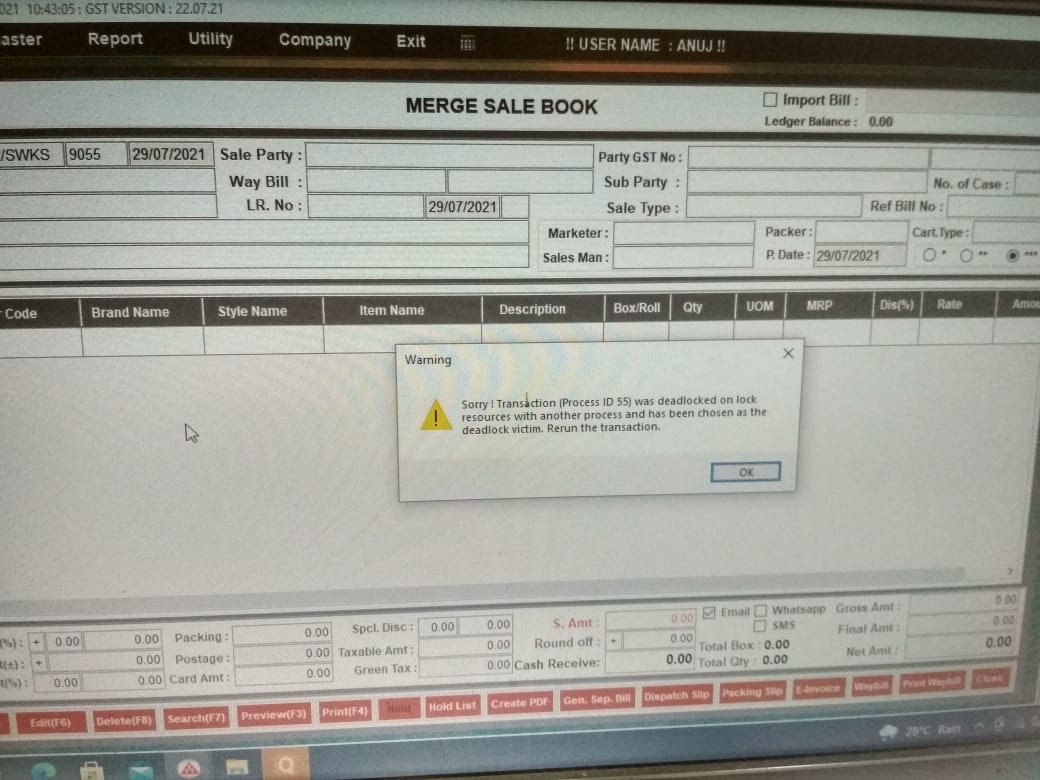 021 10:43:05 : GST VERSION : 22.07.21
aster Report Utility Company Exit !! USER NAME : ANUJ !!
MERGE SALE BOOK
Import Bill :
Ledger Balance : 0.00
/SWKS 9055 29/07/2021 Sale Party : Party GST No :
Way Bill : Sub Party : No. of Case :
LR. No : 29/07/2021 Sale Type : Ref Bill No :
Marketer : Packer : Cart.Type :
Sales Man : P. Date : 29/07/2021 * ** ***
Code Brand Name Style Name Item Name Description Box/Roll Qty UOM MRP Dis(%) Rate Amou
Warning
Sorry ! Transaction (Process ID 55) was deadlocked on lock
resources with another process and has been chosen as the
deadlock victim. Rerun the transaction.
OK
(%) : + 0.00 0.00 Packing : 0.00 Spcl. Disc : 0.00 0.00 S. Amt : 0.00 Email Whatsapp Gross Amt : 0.00
SMS Final Amt : 0.00
t(±) : + 0.00 Postage : 0.00 Taxable Amt : 0.00 Round off : + 0.00 Total Box : 0.00 Net Amt : 0.00
t(%) : 0.00 0.00 Card Amt : 0.00 Green Tax : 0.00 Cash Receive: 0.00 Total Qty : 0.00
Edit(F6) Delete(F8) Search(F7) Preview(F3) Print(F4) Hold Hold List Create PDF Gen. Sep. Bill Dispatch Slip Packing Slip E-Invoice Waybill Print Waybill Close
28°C Rain